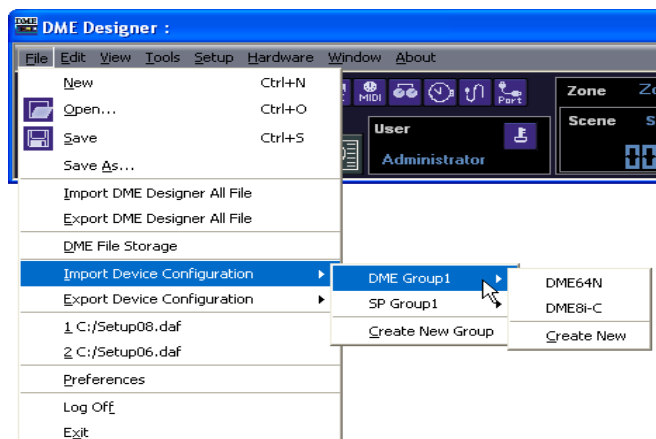 DME Designer :
File Edit View Tools Setup Hardware Window About
New Ctrl+N
Open... Ctrl+O
Save Ctrl+S
Save As...
Import DME Designer All File
Export DME Designer All File
DME File Storage
Import Device Configuration
Export Device Configuration
1 C:/Setup08.daf
2 C:/Setup06.daf
Preferences
Log Off
Exit
DME Group1
SP Group1
Create New Group
DME64N
DME8i-C
Create New
MIDI
Port
User
Administrator
Zone
Scene